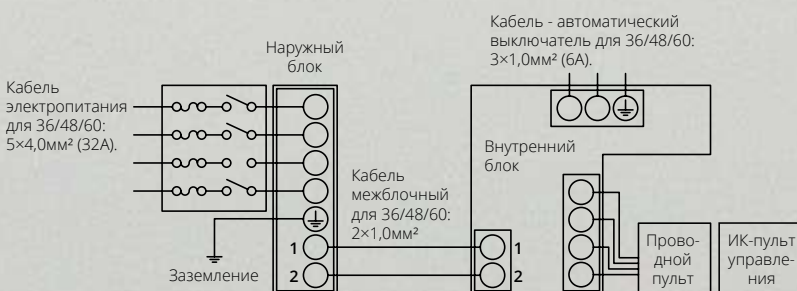 Кабель - автоматический
выключатель для 36/48/60:
3×1,0мм² (6А).
Наружный
блок
Кабель
электропитания
для 36/48/60:
5×4,0мм² (32А).
Внутренний
блок
Кабель
межблочный
для 36/48/60:
2×1,0мм²
1
2
1
2
Заземление
Прово-
дной
пульт
ИК-пульт
управле-
ния